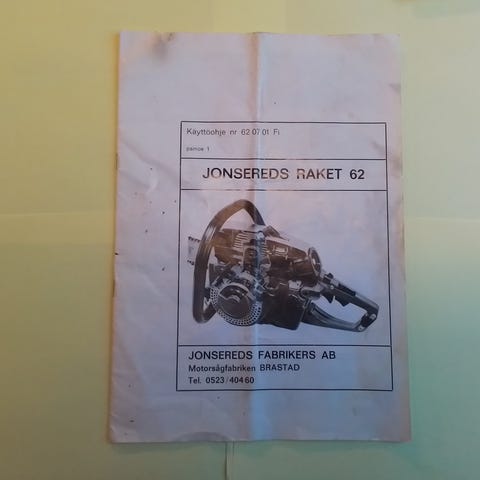 Käyttöohje nr 62 07 01 Fi
painos 1
JONSEREDS RAKET 62
JONSEREDS FABRIKERS AB
Motorsågfabriken BRASTAD
Tel. 0523/404 60